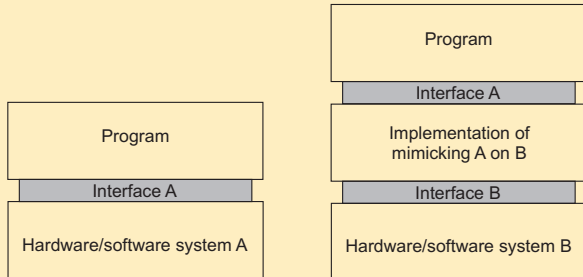 Program
Interface A
Hardware/software system A
Program
Interface A
Implementation of
mimicking A on B
Interface B
Hardware/software system B